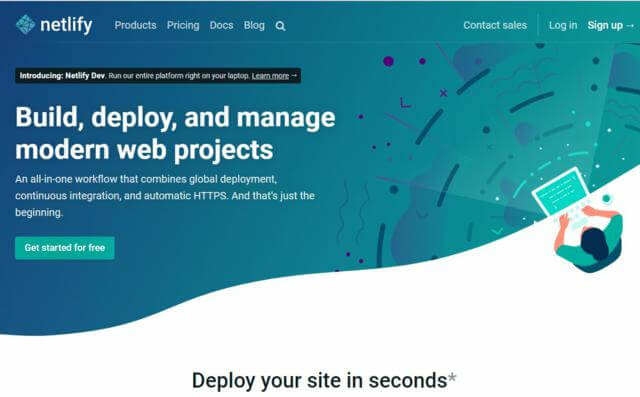 netlify
Products Pricing Docs Blog
Contact sales Log in Sign up →
Introducing: Netlify Dev. Run our entire platform right on your laptop. Learn more →
Build, deploy, and manage
modern web projects
An all-in-one workflow that combines global deployment,
continuous integration, and automatic HTTPS. And that's just the
beginning.
Get started for free
Deploy your site in seconds*